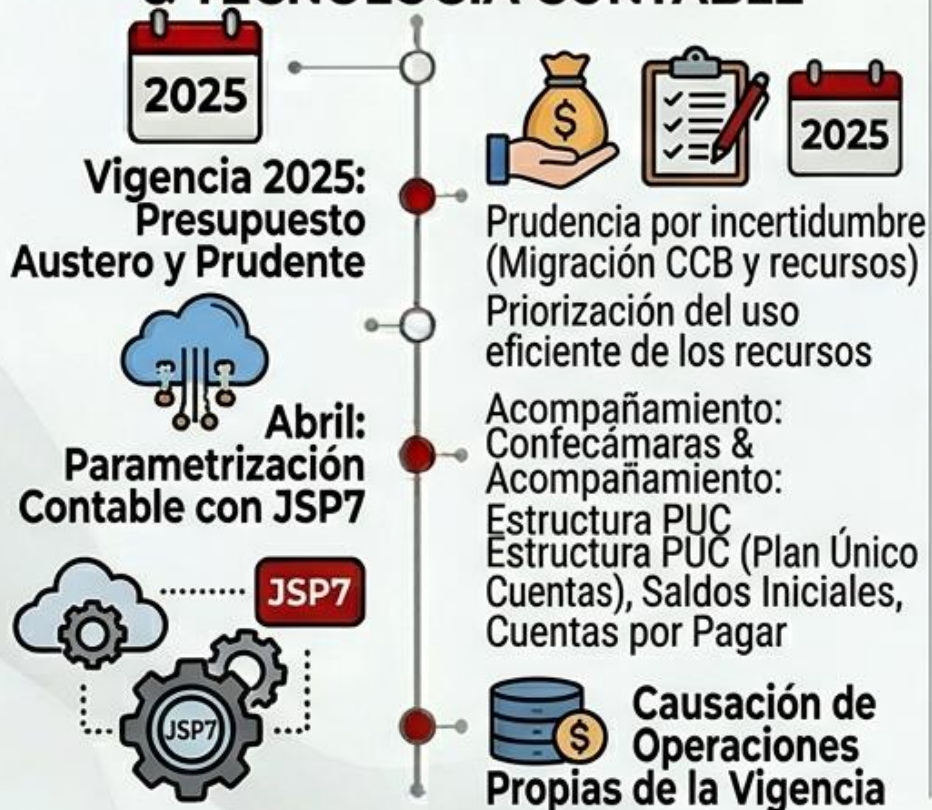 & TECNOLOGÍA CONTABLE
2025
Vigencia 2025:
Presupuesto
Austero y Prudente
2025
Prudencia por incertidumbre
(Migración CCB y recursos)
Priorización del uso
eficiente de los recursos
Abril:
Parametrización
Contable con JSP7
Acompañamiento:
Confecámaras &
Acompañamiento:
Estructura PUC
Estructura PUC (Plan Único
Cuentas), Saldos Iniciales,
Cuentas por Pagar
JSP7
JSP7
Causación de
Operaciones
Propias de la Vigencia